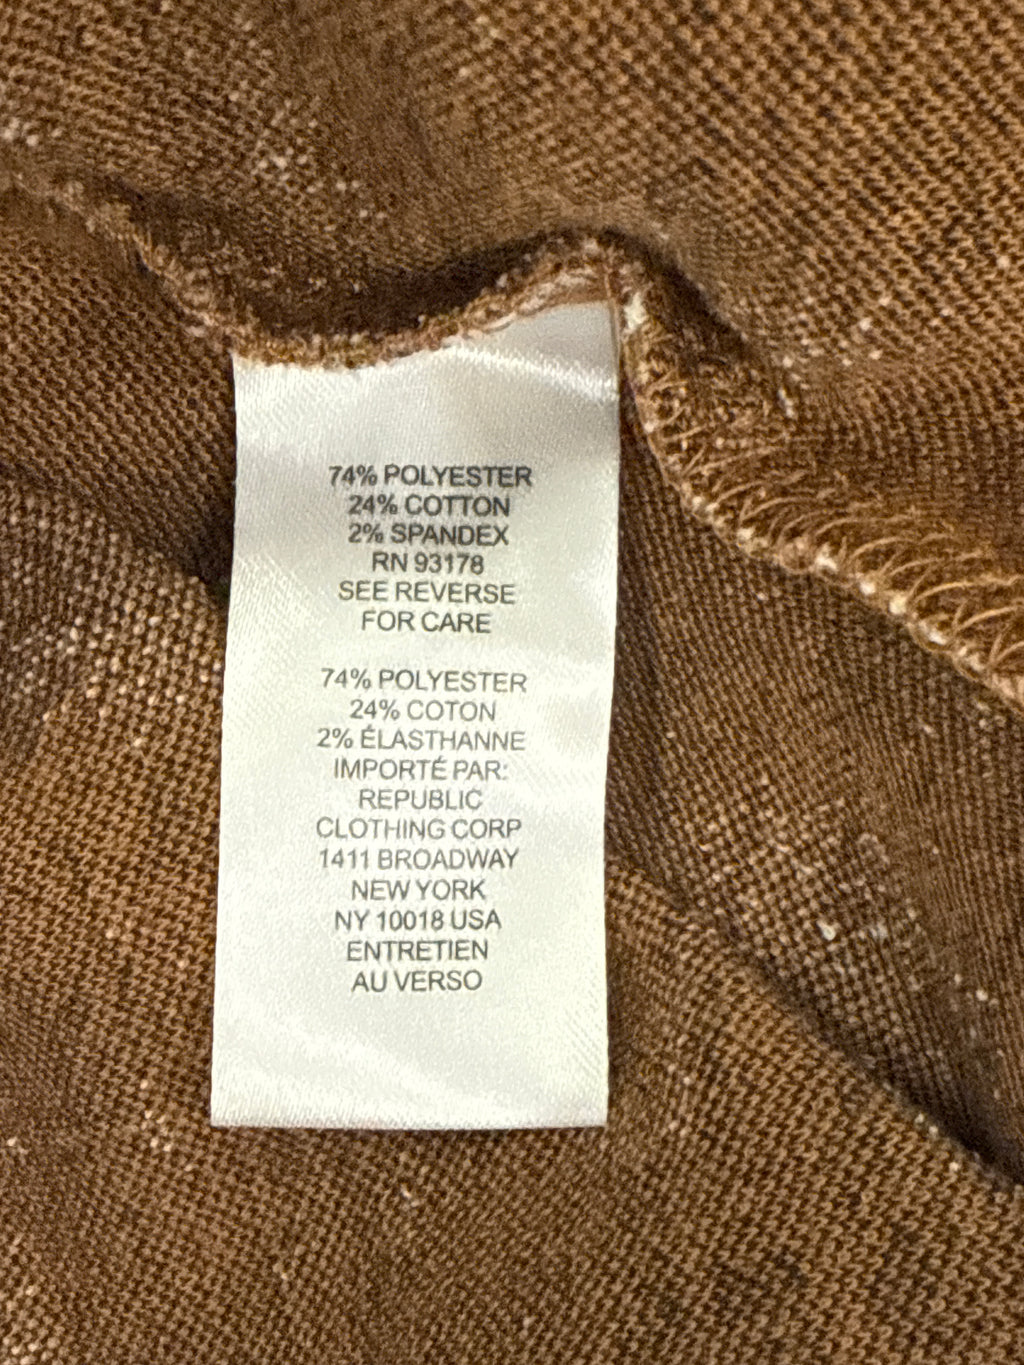 74% POLYESTER
24% COTTON
2% SPANDEX
RN 93178
SEE REVERSE
FOR CARE
74% POLYESTER
24% COTON
2% ÉLASTHANNE
IMPORTÉ PAR:
REPUBLIC
CLOTHING CORP
1411 BROADWAY
NEW YORK
NY 10018 USA
ENTRETIEN
AU VERSO